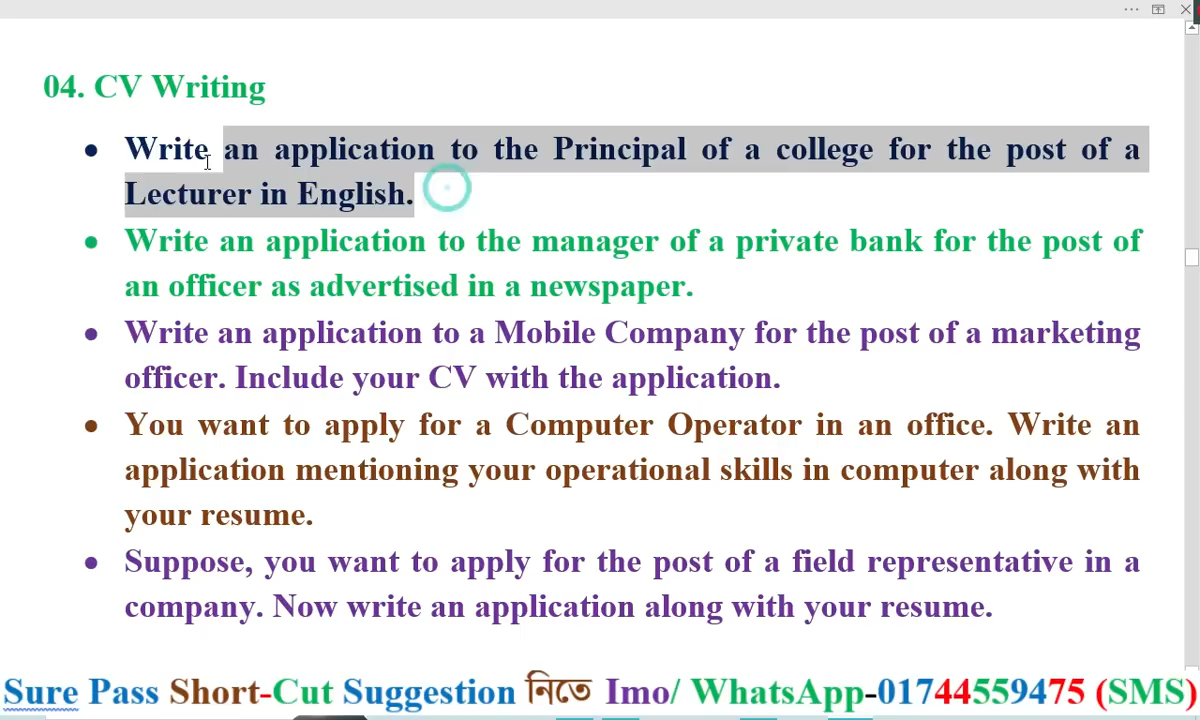 04. CV Writing
• Write an application to the Principal of a college for the post of a
Lecturer in English.
• Write an application to the manager of a private bank for the post of
an officer as advertised in a newspaper.
• Write an application to a Mobile Company for the post of a marketing
officer. Include your CV with the application.
• You want to apply for a Computer Operator in an office. Write an
application mentioning your operational skills in computer along with
your resume.
• Suppose, you want to apply for the post of a field representative in a
company. Now write an application along with your resume.
Sure Pass Short-Cut Suggestion নিতে Imo/ WhatsApp-01744559475 (SMS)